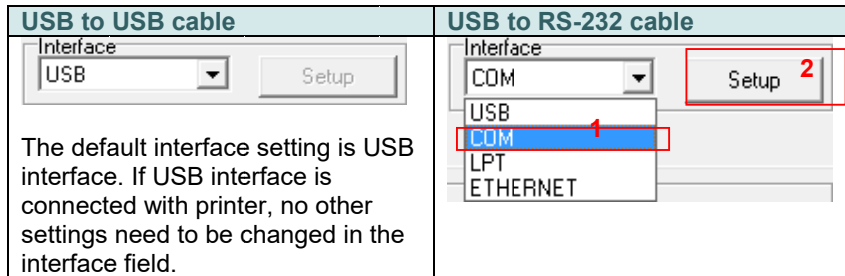 USB to USB cable
Interface
USB
Setup
The default interface setting is USB
interface. If USB interface is
connected with printer, no other
settings need to be changed in the
interface field.
USB to RS-232 cable
Interface
COM
Setup 2
USB
COM 1
LPT
ETHERNET